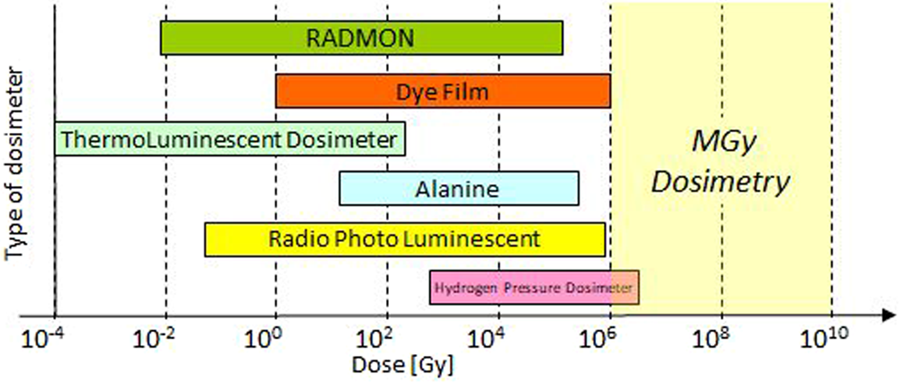 RADMON
Dye Film
ThermoLuminescent Dosimeter
Alanine
Radio Photo Luminescent
Hydrogen Pressure Dosimeter
MGy
Dosimetry
Type of dosimeter
10⁻⁴ 10⁻² 10⁰ 10² 10⁴ 10⁶ 10⁸ 10¹⁰
Dose [Gy]